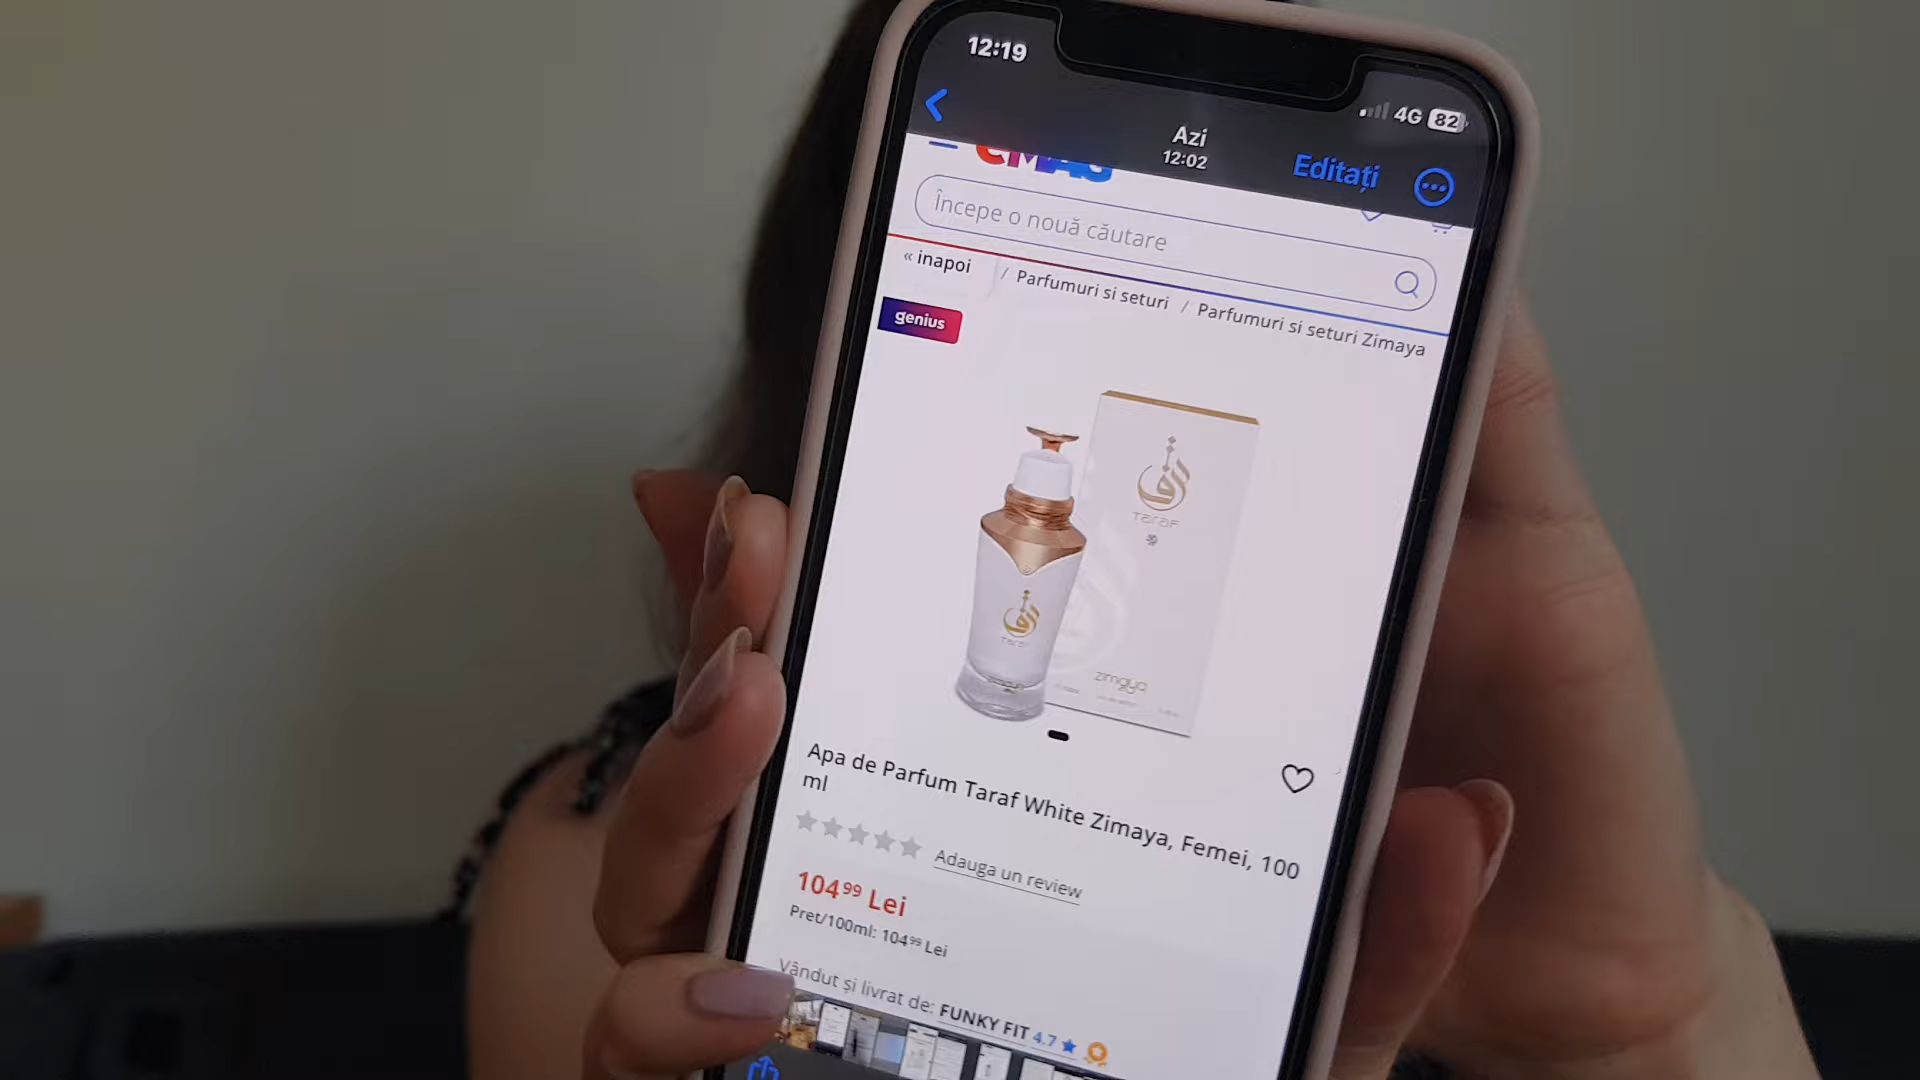 12:19
4G 82
Azi
12:02
Editați
eMAG
Începe o nouă căutare
« inapoi / Parfumuri si seturi / Parfumuri si seturi Zimaya
genius
Taraf
Taraf
zimaya
Apa de Parfum Taraf White Zimaya, Femei, 100
ml
Adauga un review
104⁹⁹ Lei
Pret/100ml: 104⁹⁹ Lei
Vândut și livrat de: FUNKY FIT 4.7